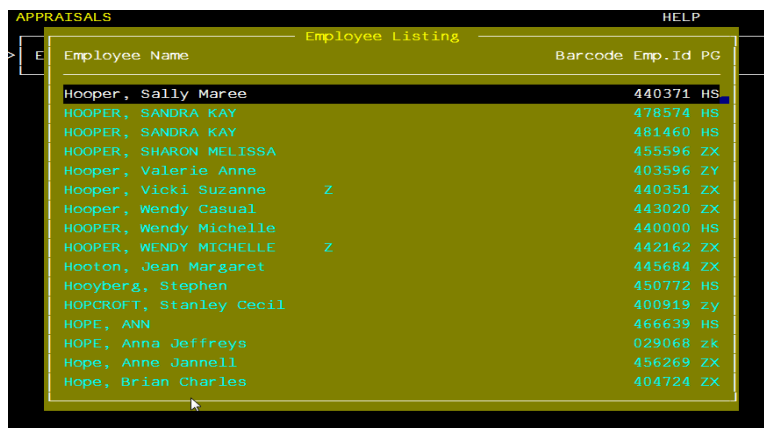 APPRAISALS HELP
Employee Listing
> E Employee Name Barcode Emp.Id PG
Hooper, Sally Maree 440371 HS
HOOPER, SANDRA KAY 478574 HS
HOOPER, SANDRA KAY 481460 HS
HOOPER, SHARON MELISSA 455596 ZX
Hooper, Valerie Anne 403596 ZY
Hooper, Vicki Suzanne Z 440351 ZX
Hooper, Wendy Casual 443020 ZX
Hooper, Wendy Michelle 440000 HS
HOOPER, WENDY MICHELLE Z 442162 ZX
Hooton, Jean Margaret 445684 ZX
Hooyberg, Stephen 450772 HS
HOPCROFT, Stanley Cecil 400919 zy
HOPE, ANN 466639 HS
HOPE, Anna Jeffreys 029068 zk
Hope, Anne Jannell 456269 ZX
Hope, Brian Charles 404724 ZX